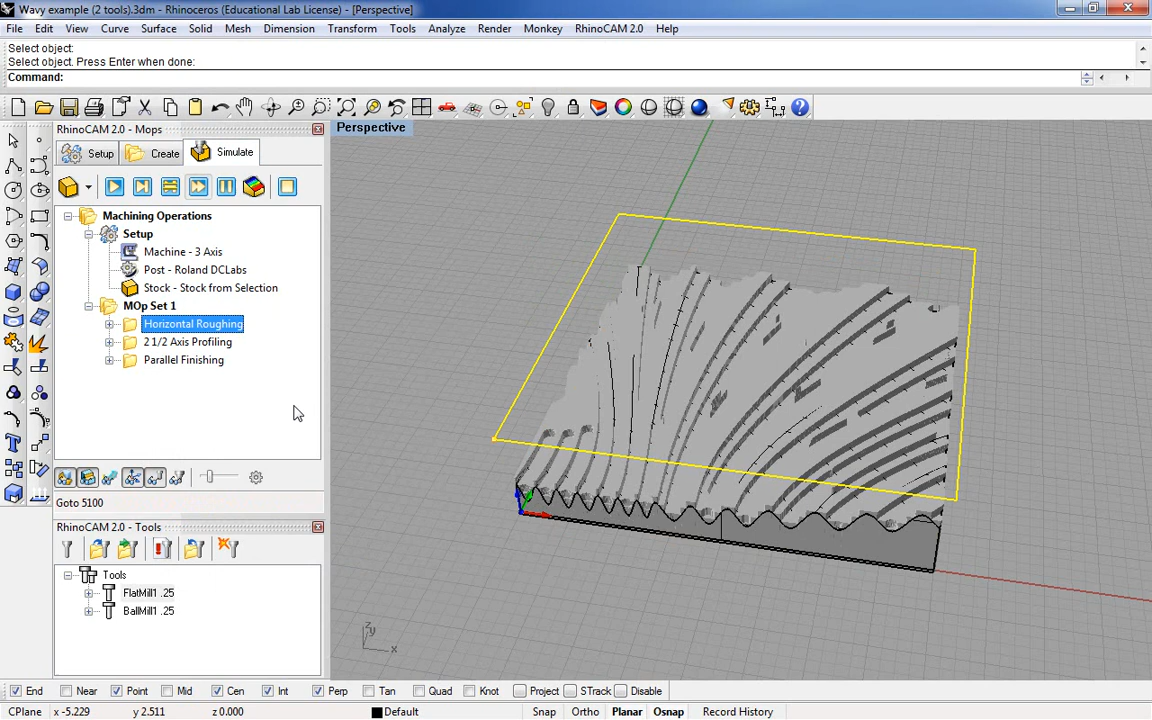 Wavy example (2 tools).3dm - Rhinoceros (Educational Lab License) - [Perspective]
File Edit View Curve Surface Solid Mesh Dimension Transform Tools Analyze Render Monkey RhinoCAM 2.0 Help
Select object:
Select object. Press Enter when done:
Command:
Perspective
RhinoCAM 2.0 - Mops
Setup Create Simulate
Machining Operations
Setup
Machine - 3 Axis
Post - Roland DCLabs
Stock - Stock from Selection
MOp Set 1
Horizontal Roughing
2 1/2 Axis Profiling
Parallel Finishing
Goto 5100
RhinoCAM 2.0 - Tools
Tools
FlatMill1 .25
BallMill1 .25
z
y
x
End Near Point Mid Cen Int Perp Tan Quad Knot Project STrack Disable
CPlane x -5.229 y 2.511 z 0.000 Default Snap Ortho Planar Osnap Record History